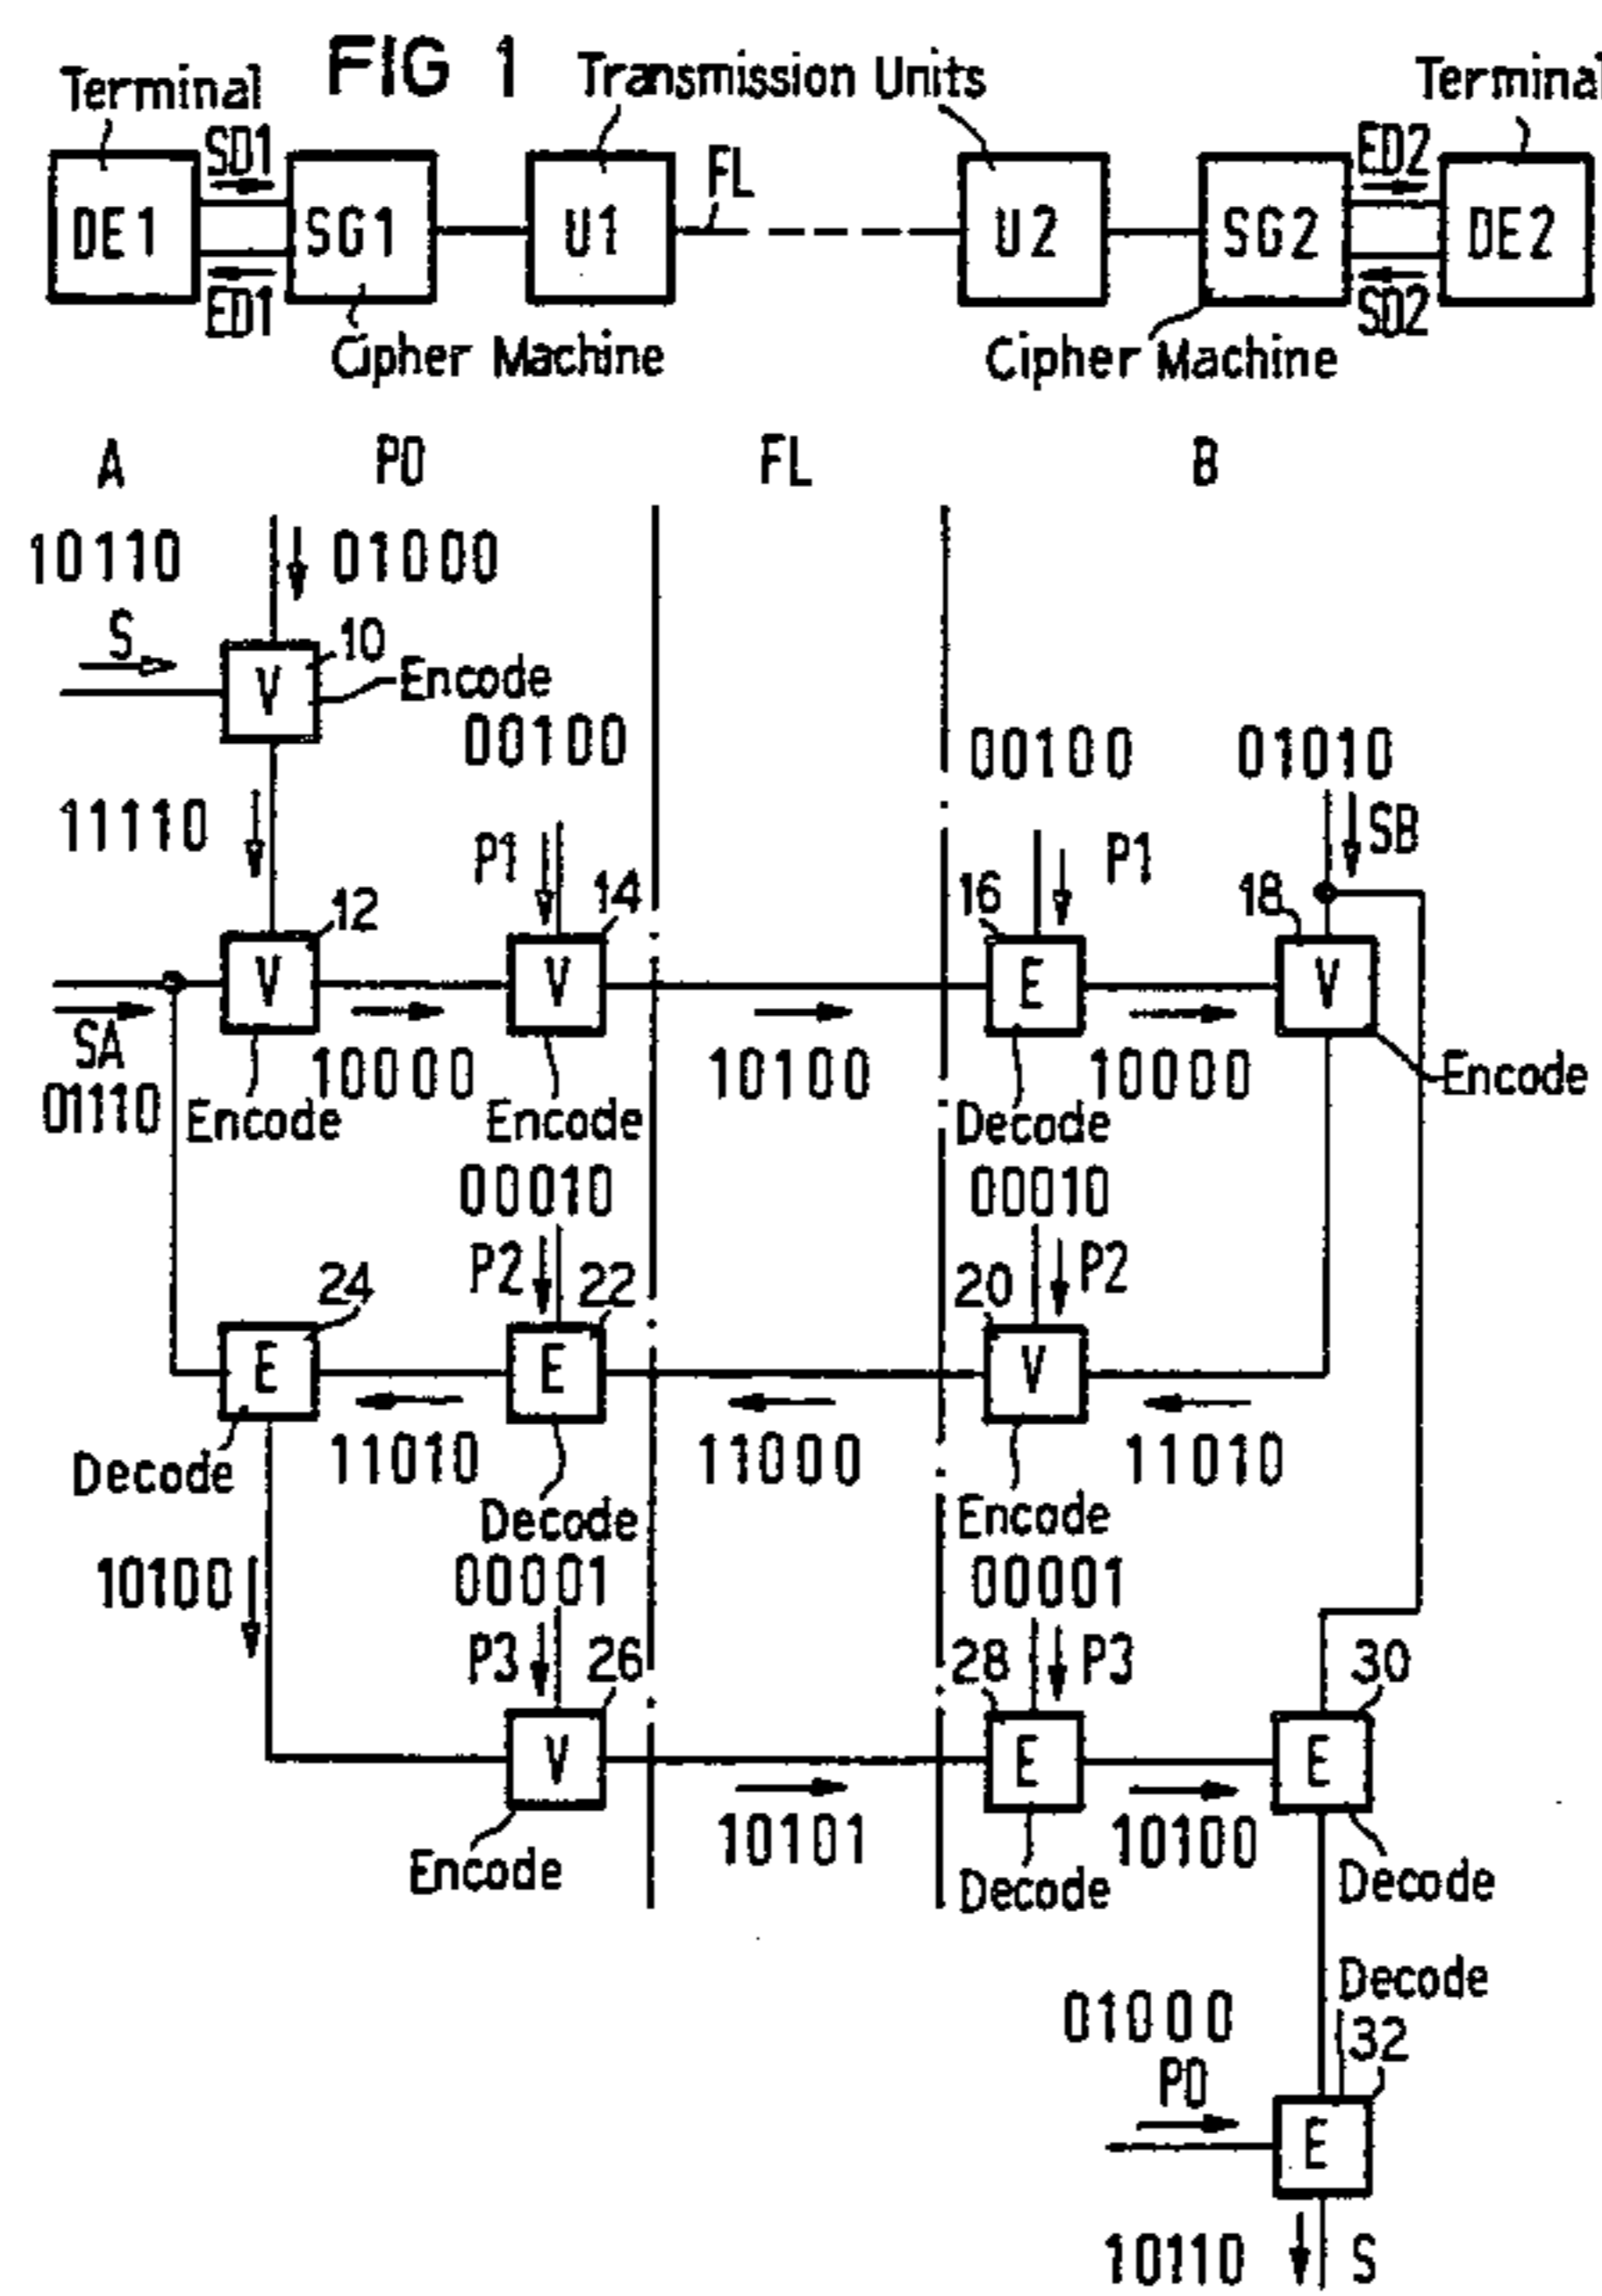 FIG 1
Terminal
Transmission Units
Terminal
SD1
FL
ED2
DE1
SG1
U1
U2
SG2
DE2
ED1
SD2
Cipher Machine
Cipher Machine
A
P0
FL
B
10110
01000
S
10
V
Encode
00100
00100
01010
11110
P1
P1
SB
12
14
16
18
V
V
E
V
SA
10000
10100
10000
Encode
01110
Encode
Encode
Decode
00010
00010
P2
P2
24
22
20
E
E
V
11010
11000
11010
Decode
Decode
Encode
10100
00001
00001
P3
26
28
P3
30
V
E
E
10101
10100
Encode
Decode
Decode
Decode
01000
32
P0
E
10110
S